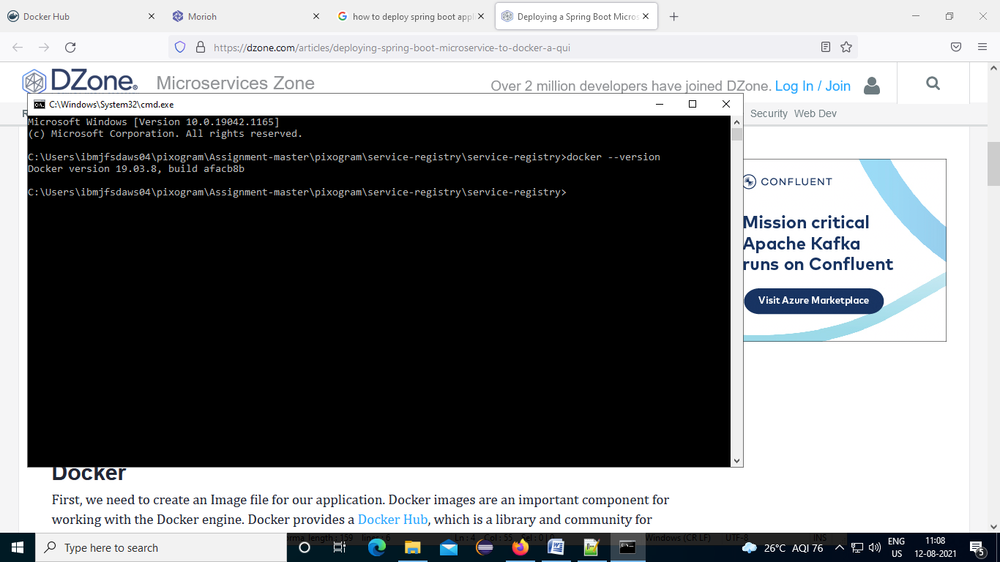 Docker Hub
Morioh
how to deploy spring boot appl
Deploying a Spring Boot Micros
https://dzone.com/articles/deploying-spring-boot-microservice-to-docker-a-qui
DZone.
Microservices Zone
Over 2 million developers have joined DZone. Log In / Join
R
Security Web Dev
C:\Windows\System32\cmd.exe
Microsoft Windows [Version 10.0.19042.1165]
(c) Microsoft Corporation. All rights reserved.
C:\Users\ibmjfsdaws04\pixogram\Assignment-master\pixogram\service-registry\service-registry>docker --version
Docker version 19.03.8, build afacb8b
C:\Users\ibmjfsdaws04\pixogram\Assignment-master\pixogram\service-registry\service-registry>
CONFLUENT
Mission critical
Apache Kafka
runs on Confluent
Visit Azure Marketplace
Docker
First, we need to create an Image file for our application. Docker images are an important component for
working with the Docker engine. Docker provides a Docker Hub, which is a library and community for
length : 159 lines : 6 Ln : 4 Col : 55 Sel : 0 | 0 Windows (CR LF) UTF-8 INS
Type here to search
26°C AQI 76
ENG
US
11:08
12-08-2021
5